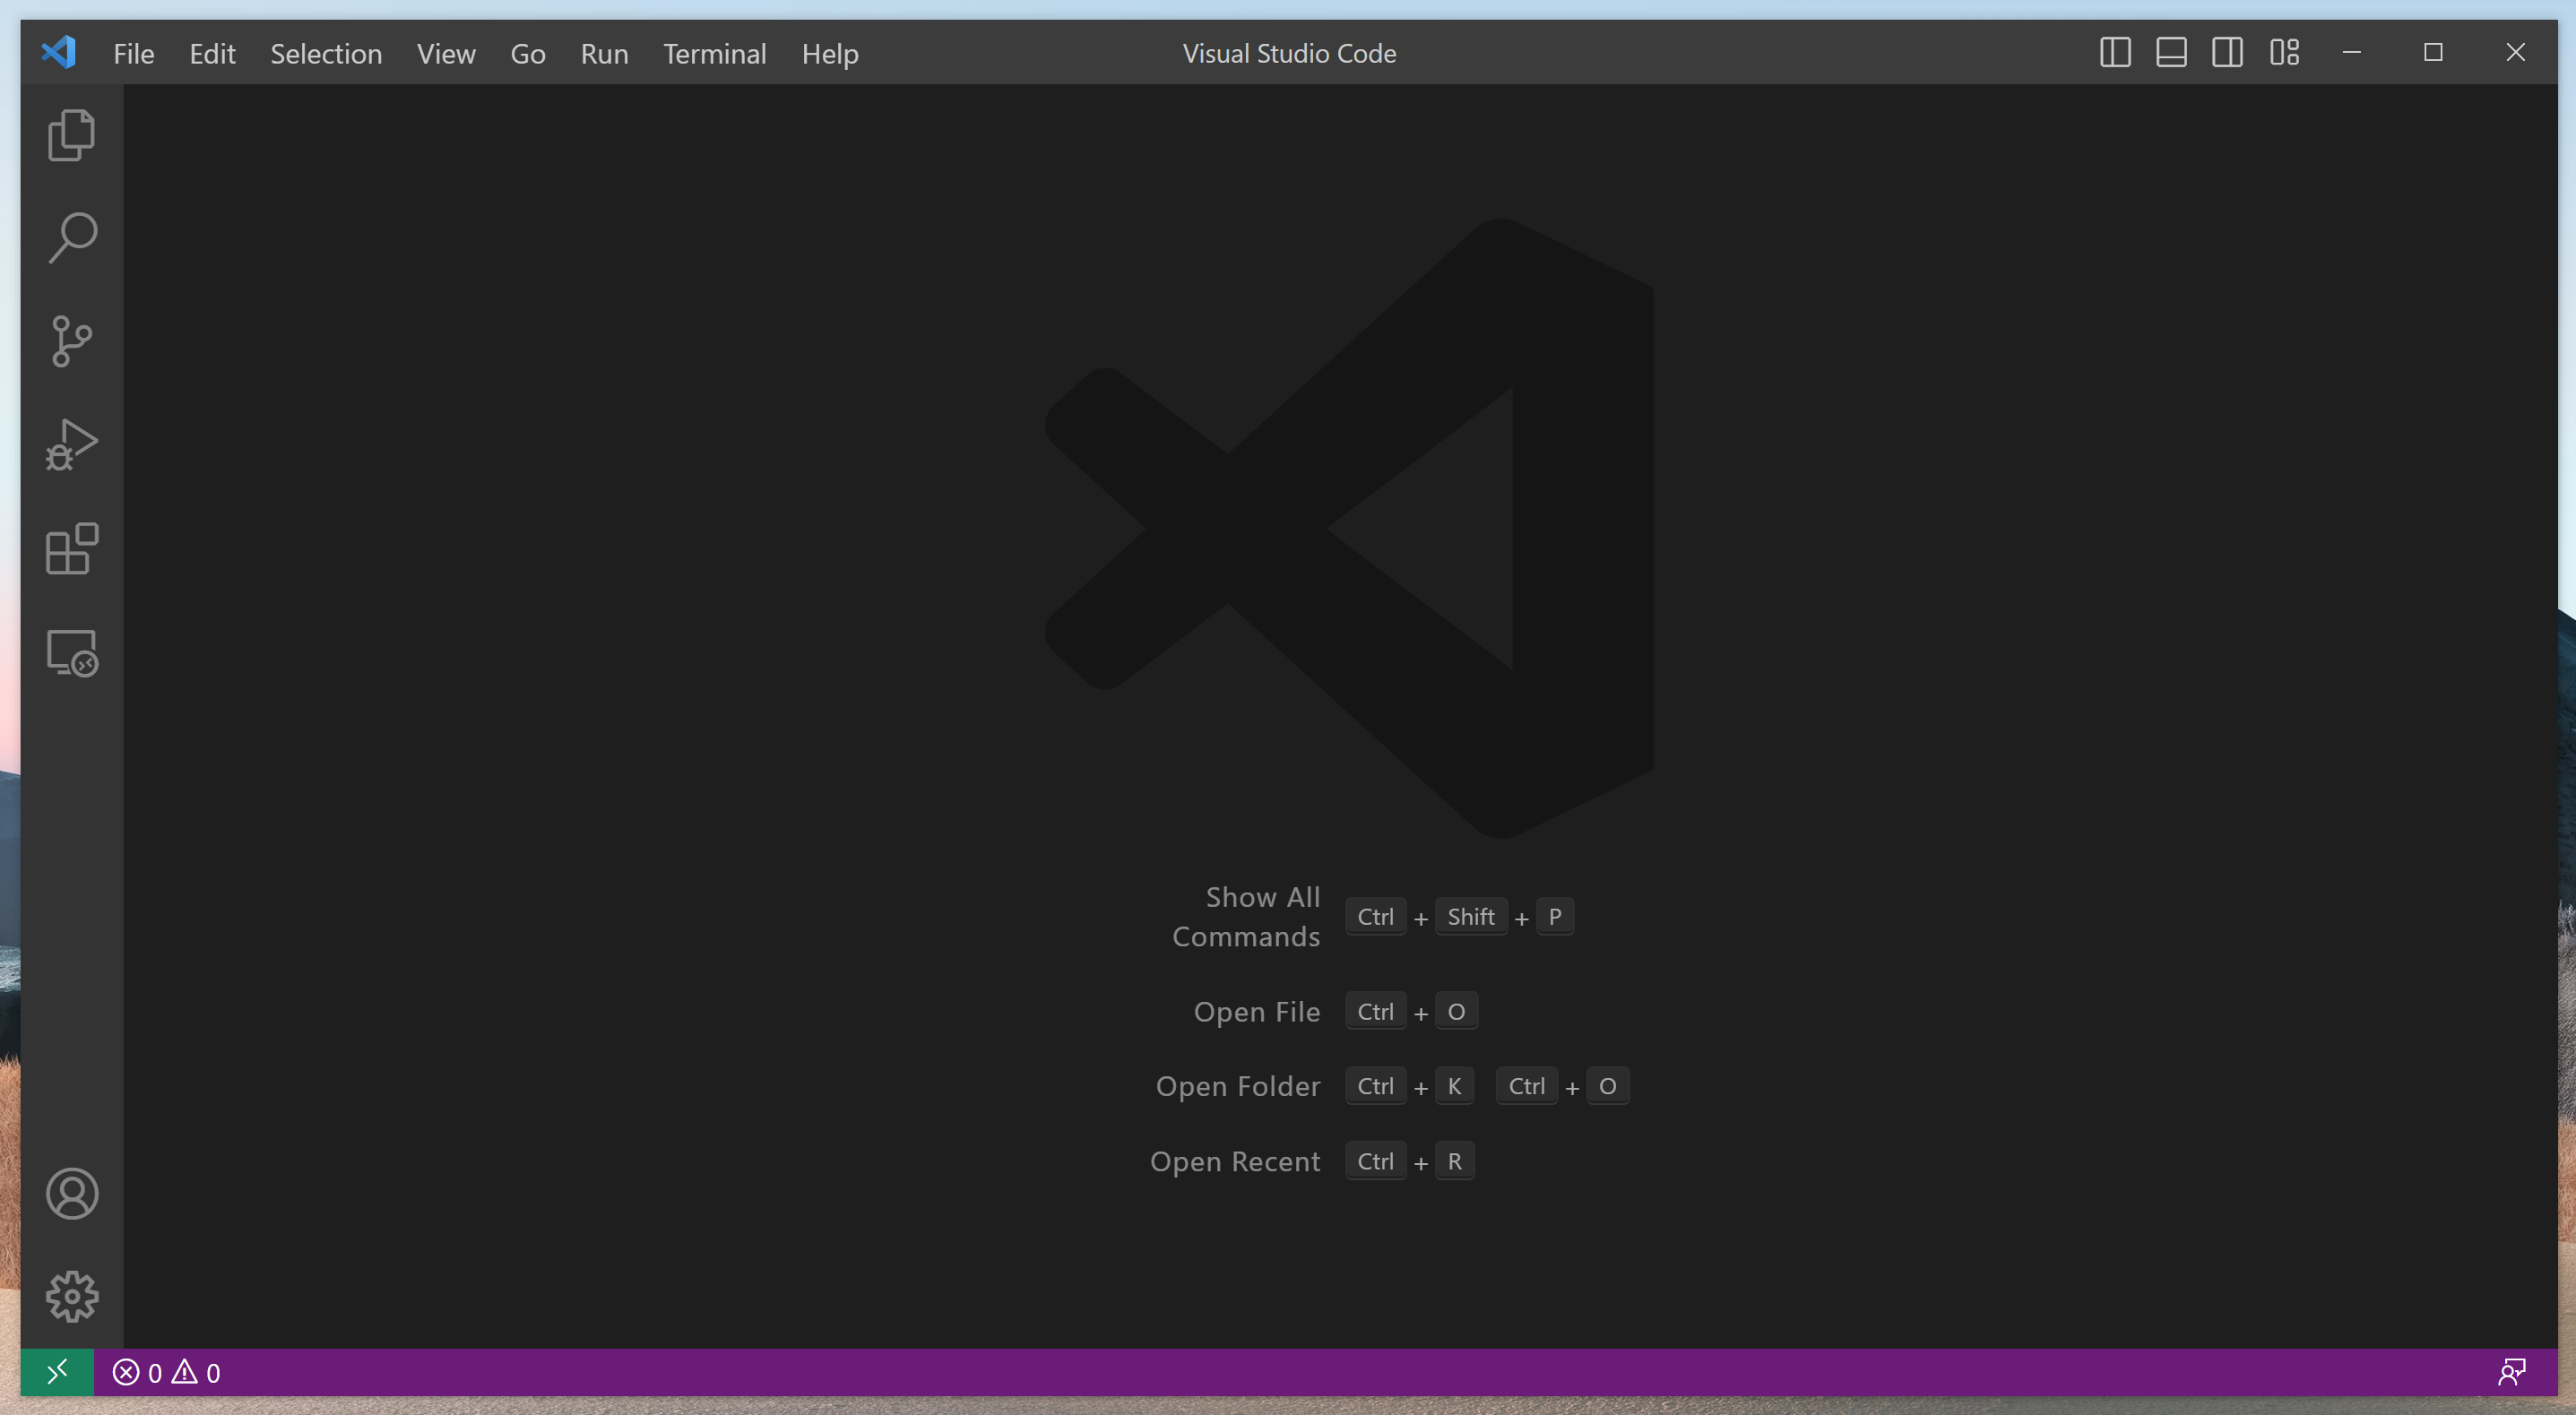 File Edit Selection View Go Run Terminal Help Visual Studio Code
Show All
Commands Ctrl + Shift + P
Open File Ctrl + O
Open Folder Ctrl + K Ctrl + O
Open Recent Ctrl + R
0 0